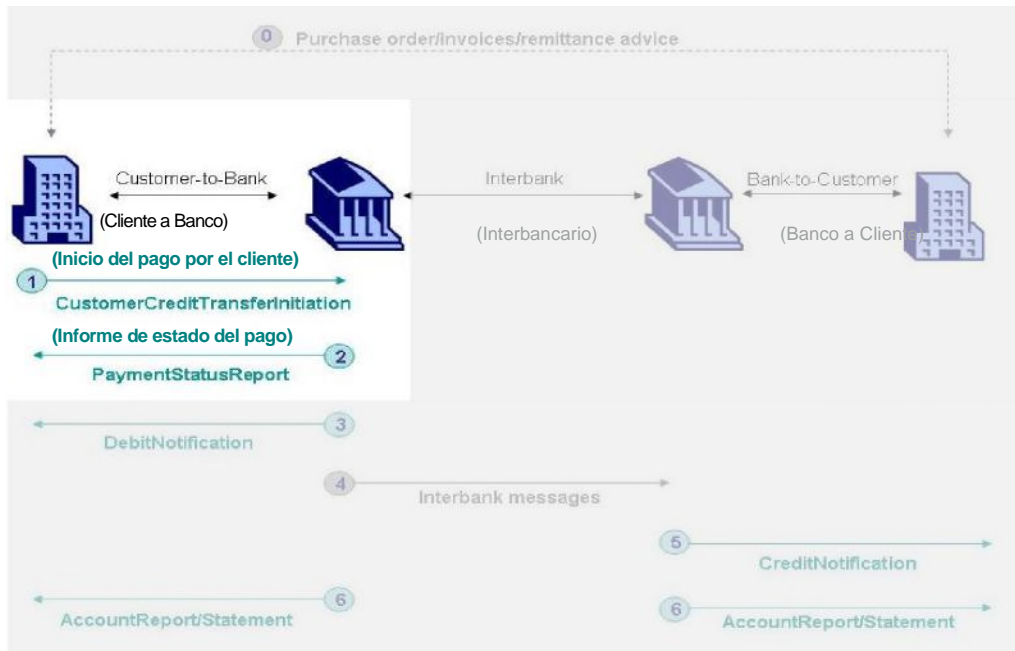 0 Purchase order/invoices/remittance advice
Customer-to-Bank
Interbank
Bank-to-Customer
(Cliente a Banco)
(Interbancario)
(Banco a Cliente)
(Inicio del pago por el cliente)
1
CustomerCreditTransferInitiation
(Informe de estado del pago)
2
PaymentStatusReport
3
DebitNotification
4
Interbank messages
5
CreditNotification
6
AccountReport/Statement
6
AccountReport/Statement